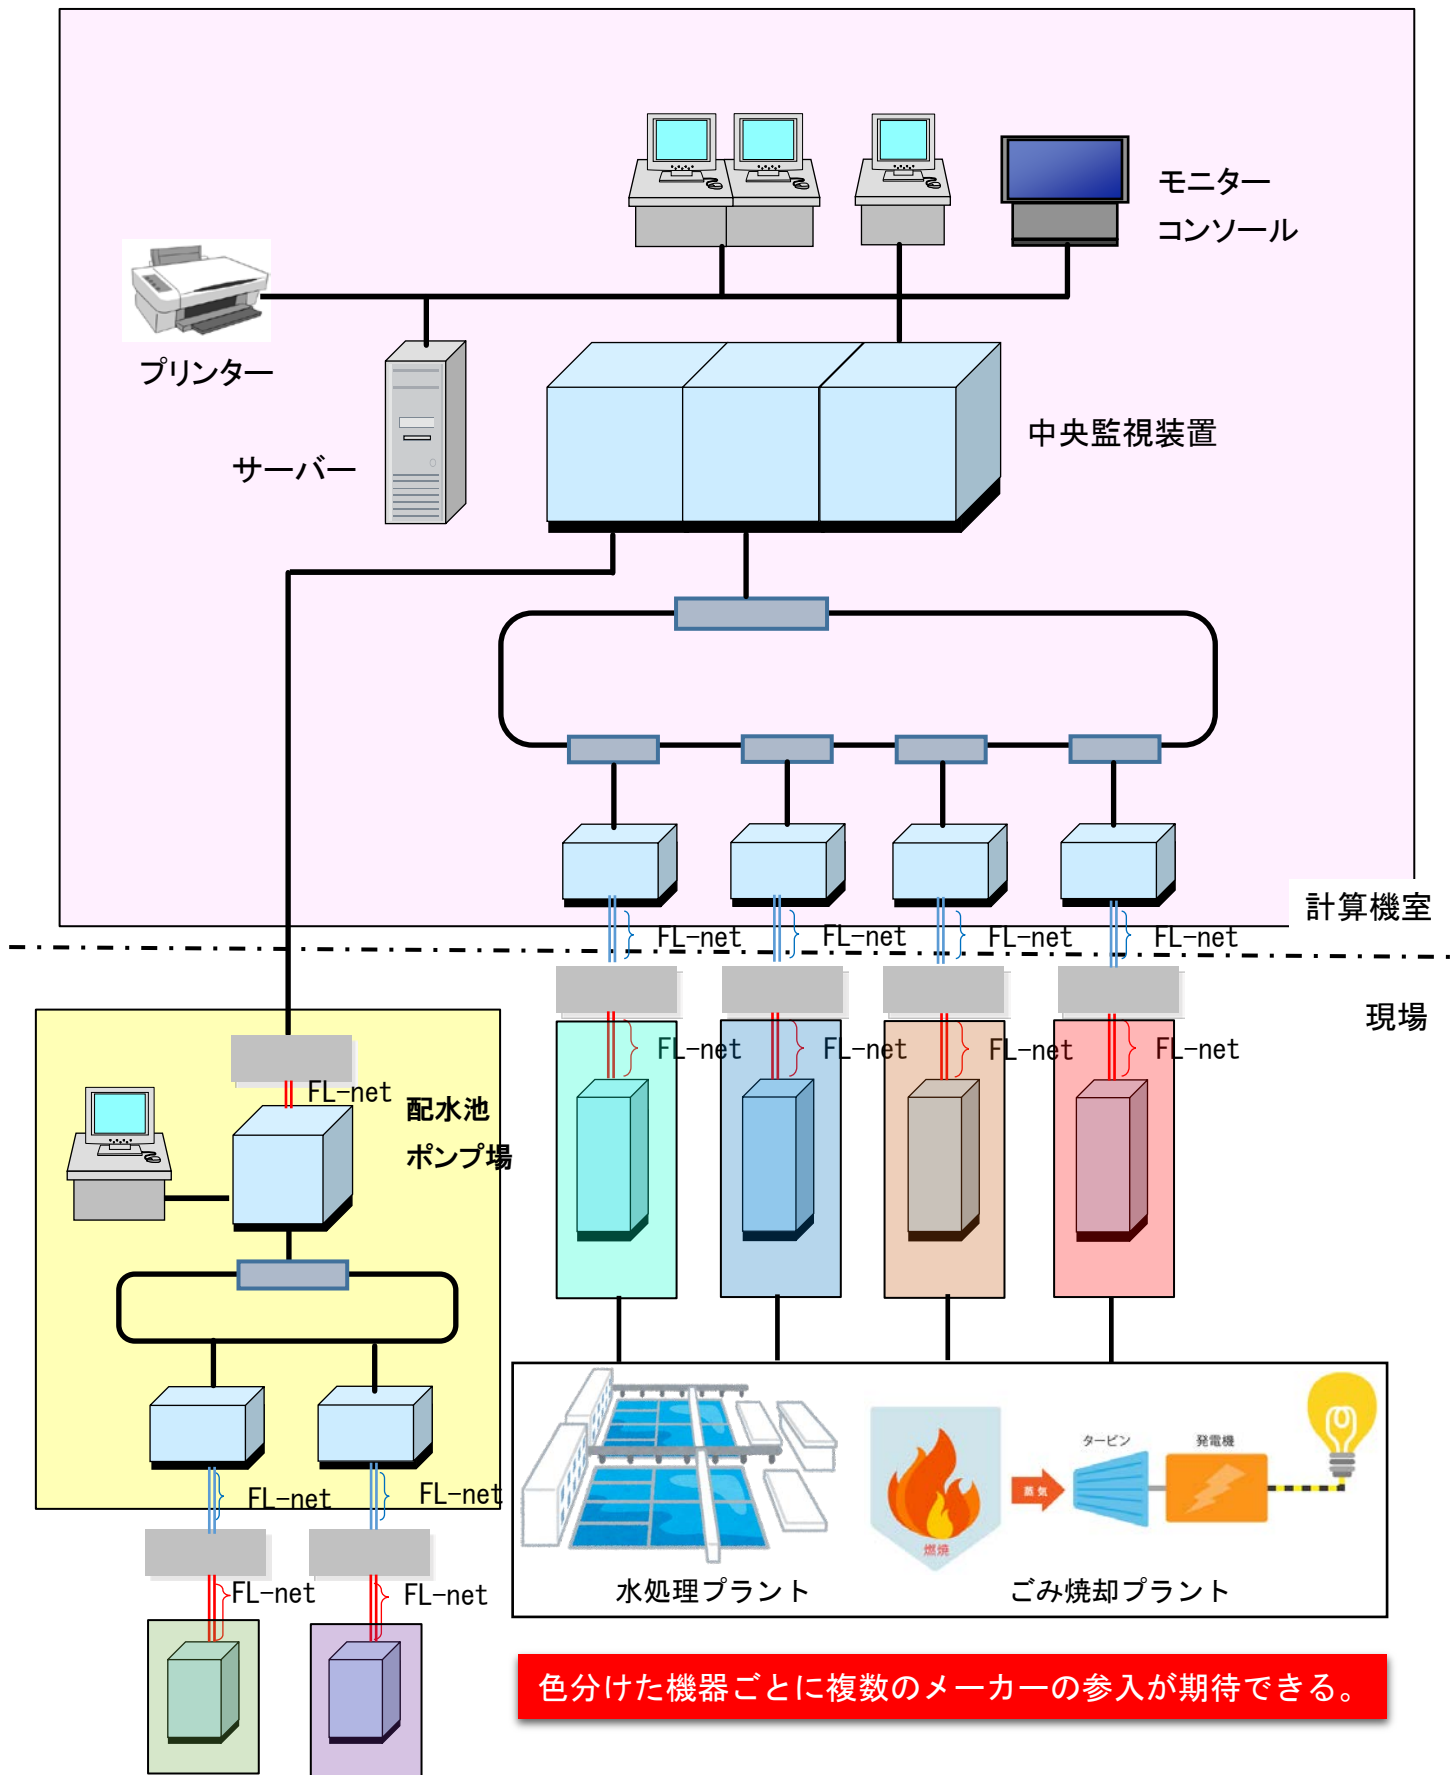 モニター
コンソール
プリンター
サーバー
中央監視装置
計算機室
FL-net
FL-net
FL-net
FL-net
現場
FL-net
FL-net
FL-net
FL-net
FL-net
配水池
ポンプ場
タービン
発電機
蒸気
燃焼
FL-net
FL-net
水処理プラント
ごみ焼却プラント
FL-net
FL-net
色分けた機器ごとに複数のメーカーの参入が期待できる。